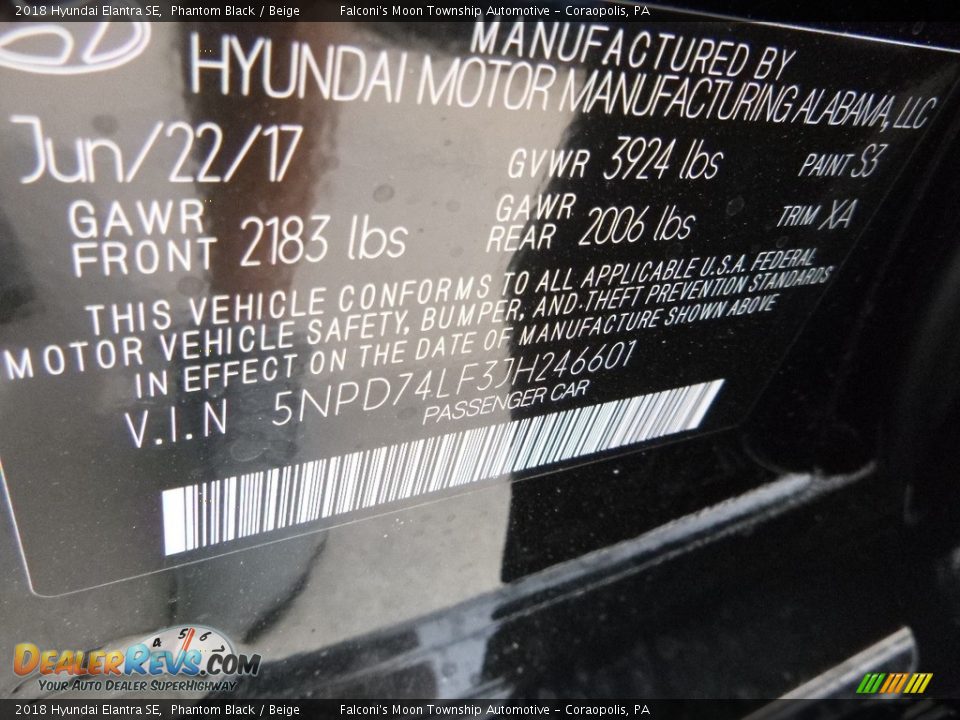 2018 Hyundai Elantra SE, Phantom Black / Beige Falconi's Moon Township Automotive - Coraopolis, PA
MANUFACTURED BY
HYUNDAI MOTOR MANUFACTURING ALABAMA, LLC
Jun/22/17 GVWR 3924 lbs PAINT S3
GAWR FRONT 2183 lbs GAWR REAR 2006 lbs TRIM XA
THIS VEHICLE CONFORMS TO ALL APPLICABLE U.S.A. FEDERAL
MOTOR VEHICLE SAFETY, BUMPER, AND THEFT PREVENTION STANDARDS
IN EFFECT ON THE DATE OF MANUFACTURE SHOWN ABOVE
V.I.N 5NPD74LF3JH246601
PASSENGER CAR
4 5 6
DEALERREVS.COM
YOUR AUTO DEALER SUPERHIGHWAY
2018 Hyundai Elantra SE, Phantom Black / Beige Falconi's Moon Township Automotive - Coraopolis, PA